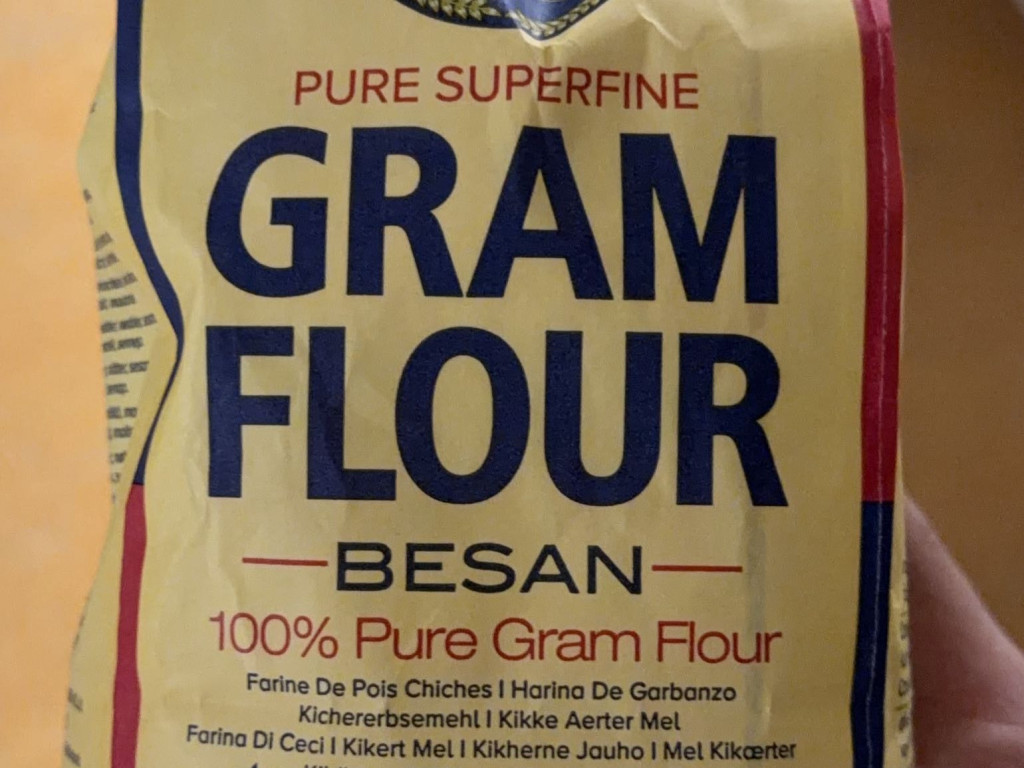 PURE SUPERFINE
GRAM
FLOUR
BESAN
100% Pure Gram Flour
Farine De Pois Chiches I Harina De Garbanzo
Kichererbsemehl I Kikke Aerter Mel
Farina Di Ceci I Kikert Mel I Kikherne Jauho I Mel Kikærter